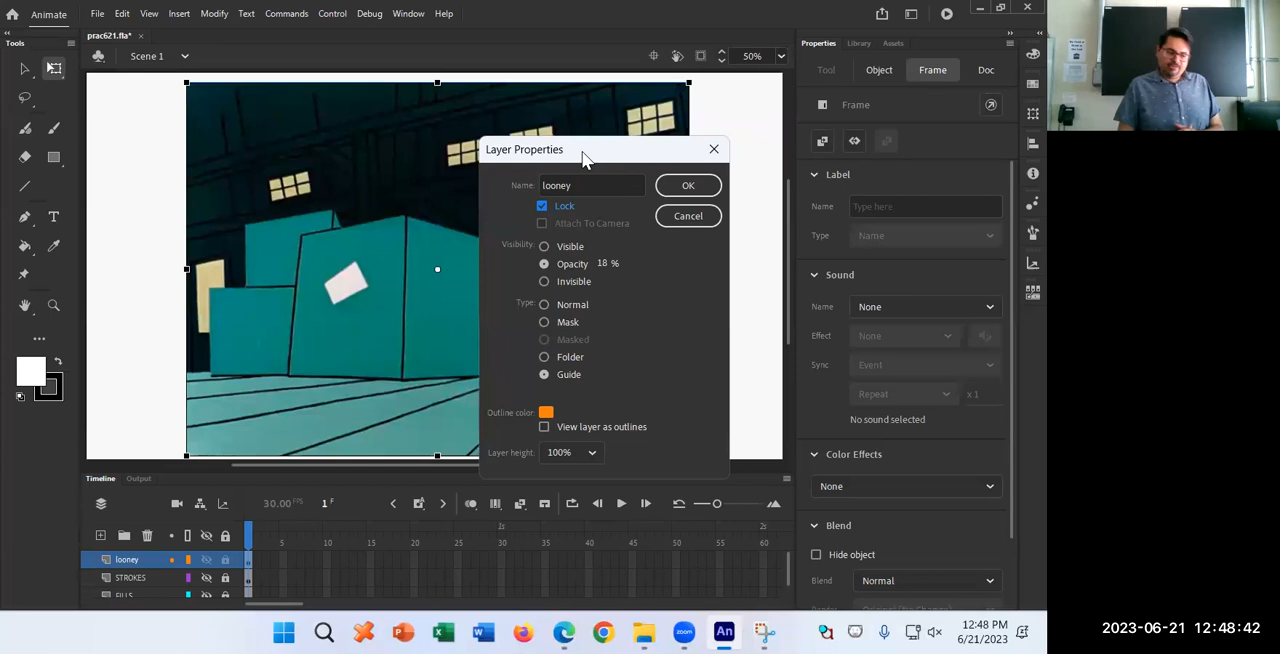 Animate
File Edit View Insert Modify Text Commands Control Debug Window Help
prac621.fla*
Tools
Scene 1
50%
Properties Library Assets
Tool Object Frame Doc
Frame
Label
Name Type here
Type Name
Sound
Name None
Effect None
Sync Event
Repeat x 1
No sound selected
Color Effects
None
Blend
Hide object
Blend Normal
Layer Properties
Name: looney OK
Lock
Attach To Camera Cancel
Visibility: Visible
Opacity 18 %
Invisible
Type: Normal
Mask
Masked
Folder
Guide
Outline color:
View layer as outlines
Layer height: 100%
Timeline Output
30.00 FPS 1 F
1s 2s
5 10 15 20 25 30 35 40 45 50 55 60
looney
STROKES
FILLS
zoom
An
12:48 PM
6/21/2023
2023-06-21 12:48:42